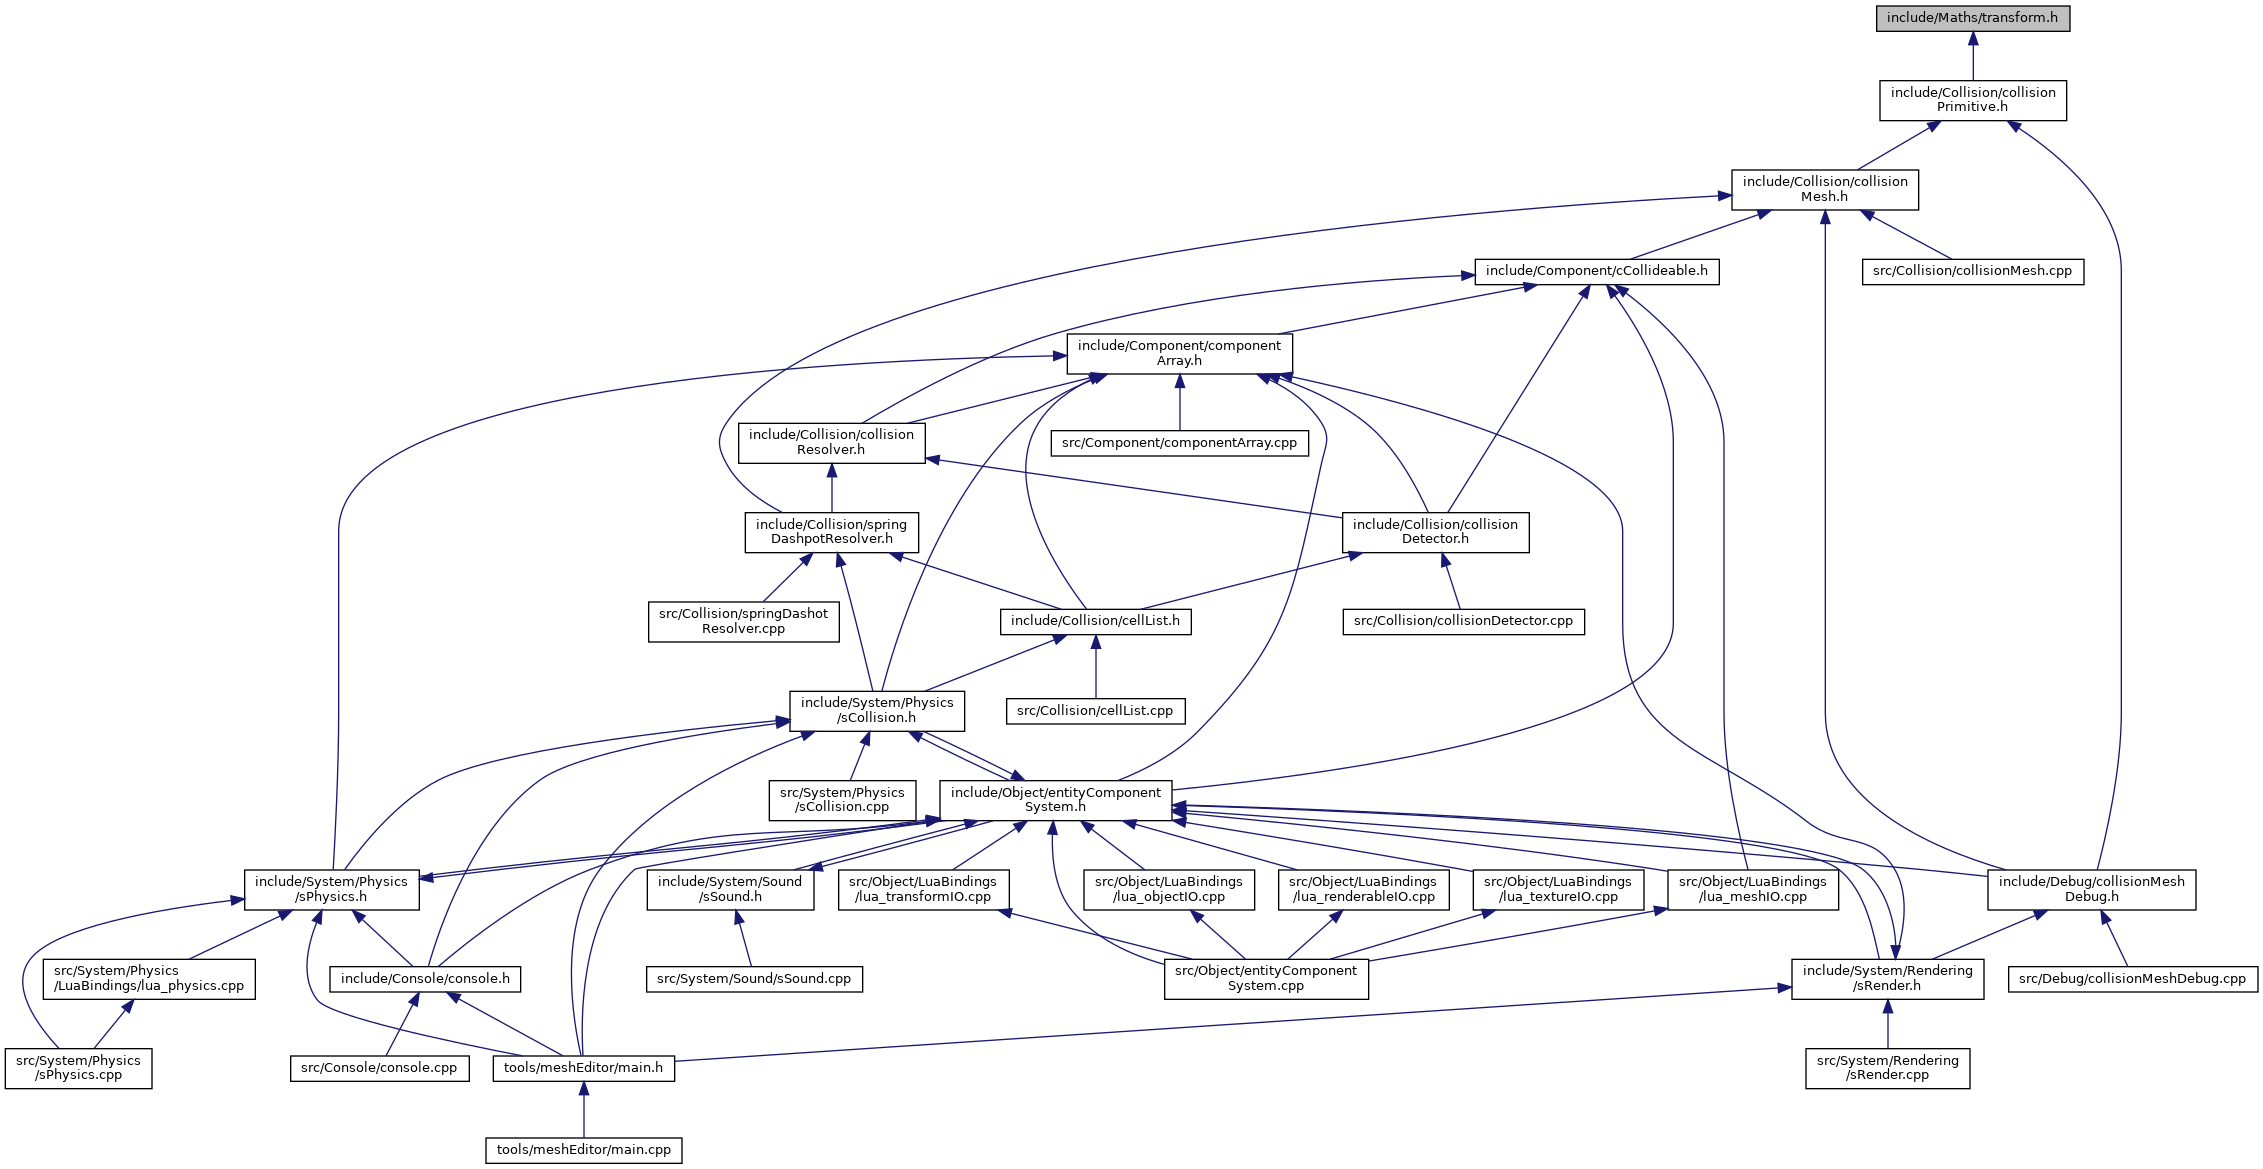 include/Maths/transform.h
include/Collision/collision
Primitive.h
include/Collision/collision
Mesh.h
include/Component/cCollideable.h
src/Collision/collisionMesh.cpp
include/Component/component
Array.h
include/Collision/collision
Resolver.h
src/Component/componentArray.cpp
include/Collision/spring
DashpotResolver.h
include/Collision/collision
Detector.h
src/Collision/springDashot
Resolver.cpp
include/Collision/cellList.h
src/Collision/collisionDetector.cpp
include/System/Physics
/sCollision.h
src/Collision/cellList.cpp
src/System/Physics
/sCollision.cpp
include/Object/entityComponent
System.h
include/System/Physics
/sPhysics.h
include/System/Sound
/sSound.h
src/Object/LuaBindings
/lua_transformIO.cpp
src/Object/LuaBindings
/lua_objectIO.cpp
src/Object/LuaBindings
/lua_renderableIO.cpp
src/Object/LuaBindings
/lua_textureIO.cpp
src/Object/LuaBindings
/lua_meshIO.cpp
include/Debug/collisionMesh
Debug.h
src/System/Physics
/LuaBindings/lua_physics.cpp
include/Console/console.h
src/System/Sound/sSound.cpp
src/Object/entityComponent
System.cpp
include/System/Rendering
/sRender.h
src/Debug/collisionMeshDebug.cpp
src/System/Physics
/sPhysics.cpp
src/Console/console.cpp
tools/meshEditor/main.h
src/System/Rendering
/sRender.cpp
tools/meshEditor/main.cpp